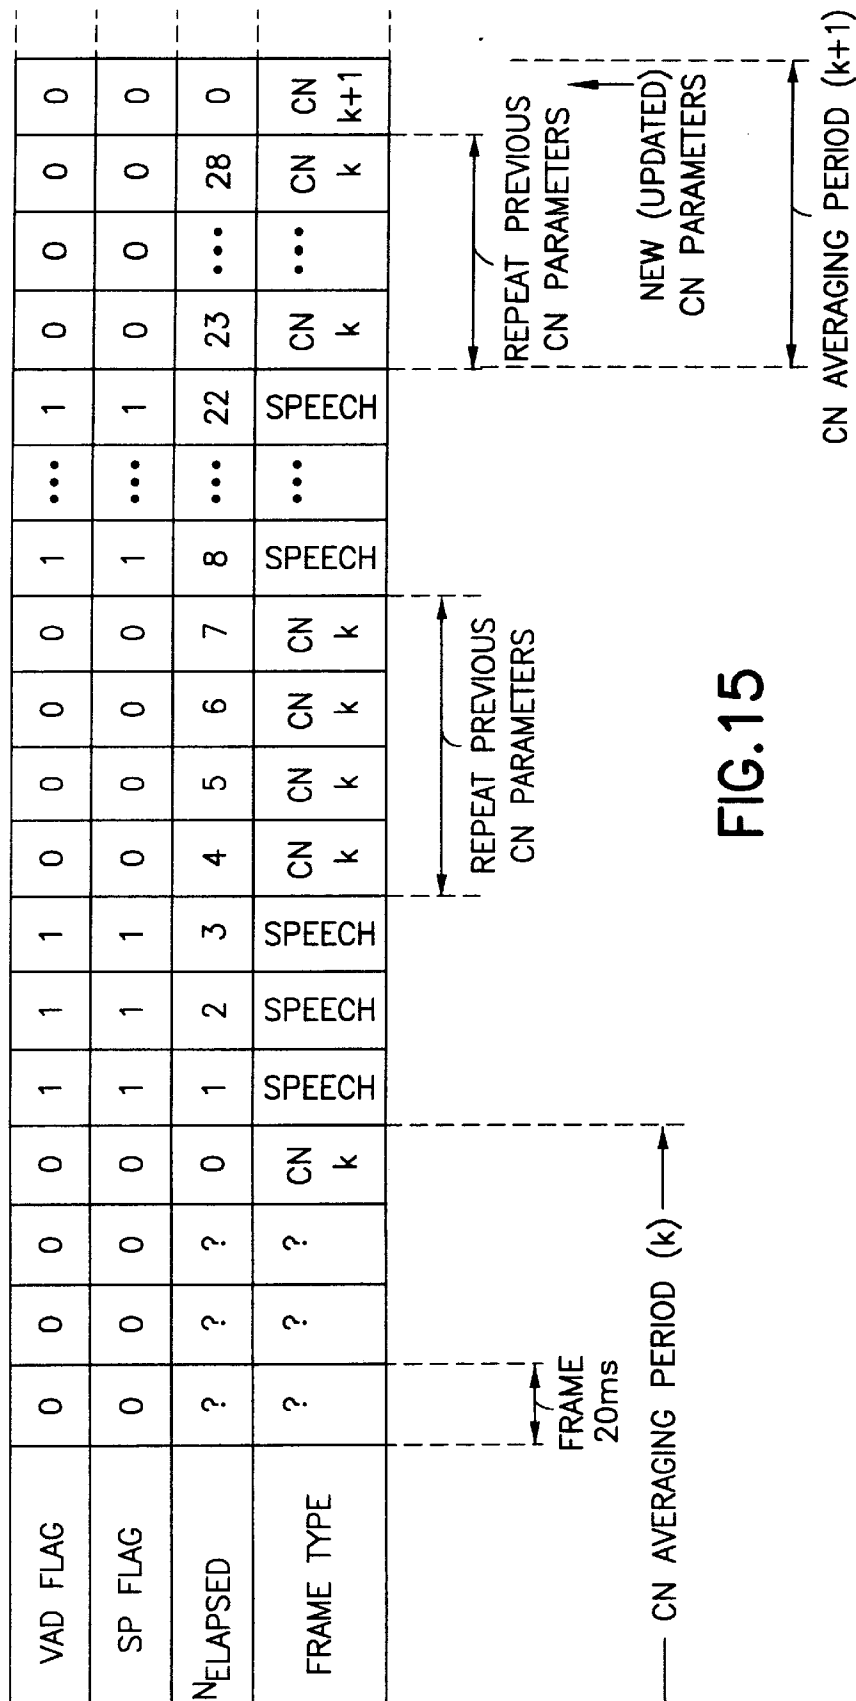 VAD FLAG 0 0 0 0 1 1 1 0 0 0 0 1 ••• 1 0 0 0 0
SP FLAG 0 0 0 0 1 1 1 0 0 0 0 1 ••• 1 0 0 0 0
NELAPSED ? ? ? 0 1 2 3 4 5 6 7 8 ••• 22 23 ••• 28 0
FRAME TYPE ? ? ? CN k SPEECH SPEECH SPEECH CN k CN k CN k CN k SPEECH ••• SPEECH CN k ••• CN k CN k+1
FRAME
20ms
REPEAT PREVIOUS
CN PARAMETERS
REPEAT PREVIOUS
CN PARAMETERS
NEW (UPDATED)
CN PARAMETERS
CN AVERAGING PERIOD (k)
CN AVERAGING PERIOD (k+1)
FIG.15